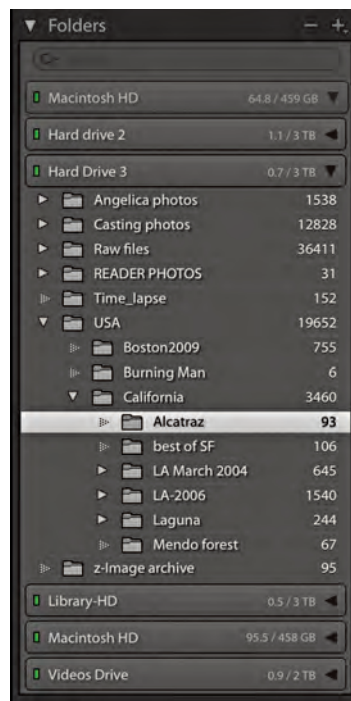 Folders
Macintosh HD 64.8 / 459 GB
Hard drive 2 1.1 / 3 TB
Hard Drive 3 0.7 / 3 TB
Angelica photos 1538
Casting photos 12828
Raw files 36411
READER PHOTOS 31
Time_lapse 152
USA 19652
Boston2009 755
Burning Man 6
California 3460
Alcatraz 93
best of SF 106
LA March 2004 645
LA-2006 1540
Laguna 244
Mendo forest 67
z-Image archive 95
Library-HD 0.5 / 3 TB
Macintosh HD 95.5 / 458 GB
Videos Drive 0.9 / 2 TB